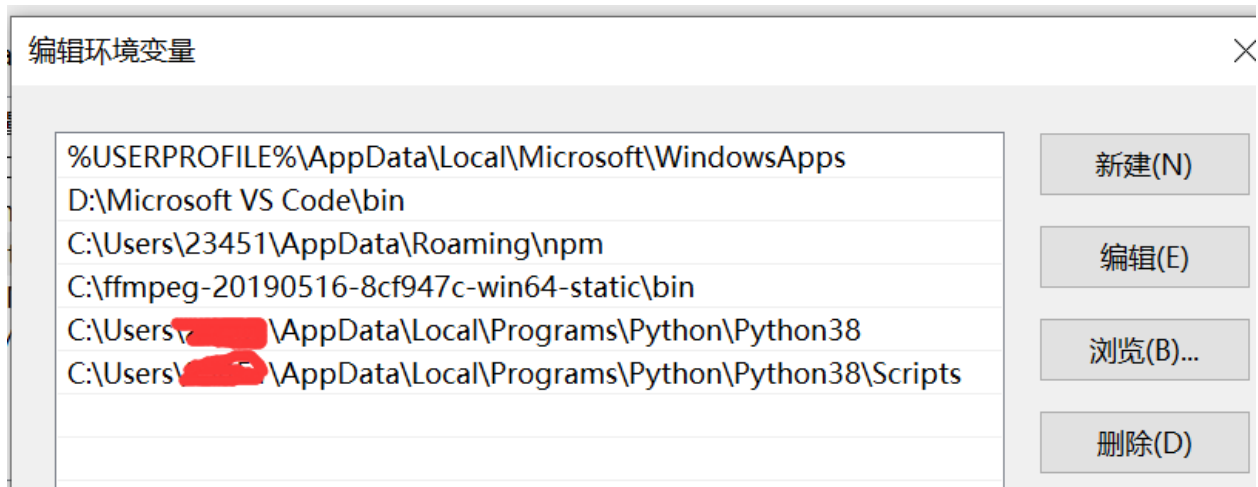 编辑环境变量
%USERPROFILE%\AppData\Local\Microsoft\WindowsApps
新建(N)
D:\Microsoft VS Code\bin
C:\Users\23451\AppData\Roaming\npm
编辑(E)
C:\ffmpeg-20190516-8cf947c-win64-static\bin
C:\Users\ \AppData\Local\Programs\Python\Python38
浏览(B)...
C:\Users\ \AppData\Local\Programs\Python\Python38\Scripts
删除(D)